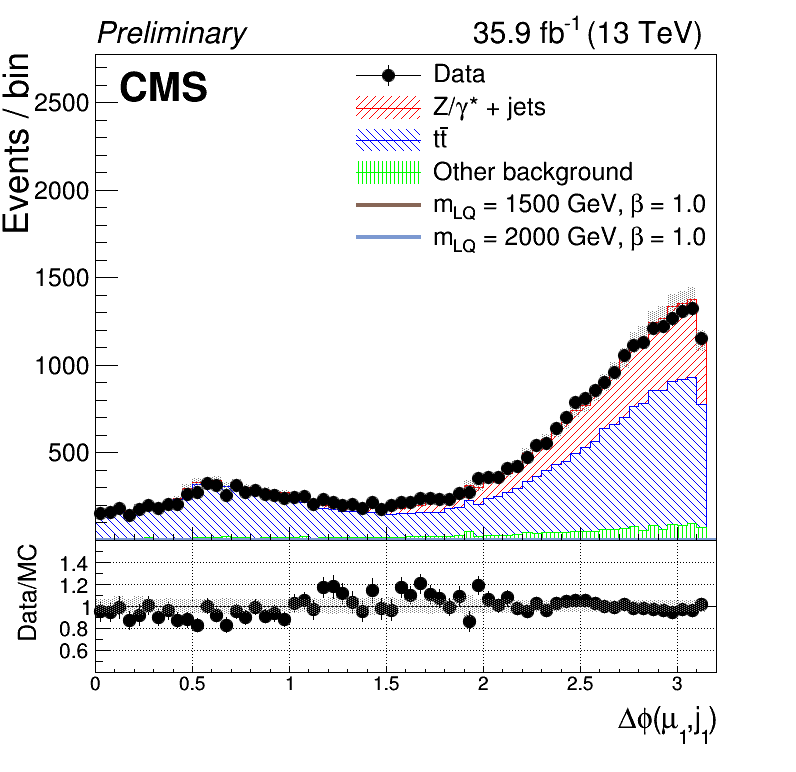 Preliminary 35.9 fb-1 (13 TeV)
CMS
Data
Z/γ* + jets
tt̄
Other background
mLQ = 1500 GeV, β = 1.0
mLQ = 2000 GeV, β = 1.0
Events / bin
2500
2000
1500
1000
500
Data/MC
1.4
1.2
1
0.8
0.6
0 0.5 1 1.5 2 2.5 3
Δϕ(μ1,j1)